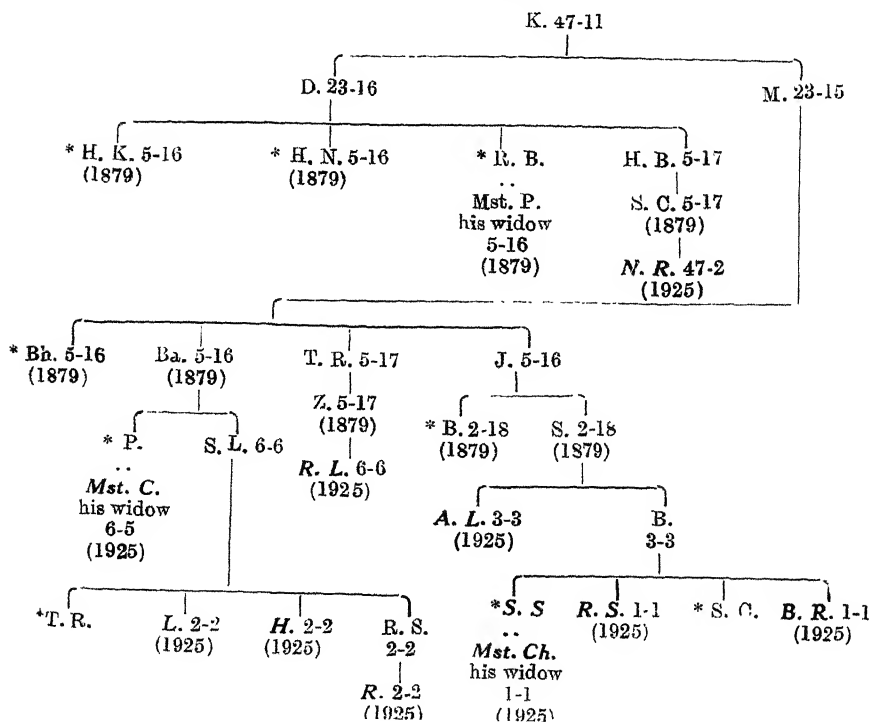 K. 47-11
D. 23-16 M. 23-15
* H. K. 5-16 * H. N. 5-16 * R. B. H. B. 5-17
(1879) (1879) Mst. P. S. C. 5-17
his widow (1879)
5-16
(1879) N. R. 47-2
(1925)
* Bh. 5-16 Ba. 5-16 T. R. 5-17 J. 5-16
(1879) (1879)
Z. 5-17
(1879) * B. 2-18 S. 2-18
* P. S. L. 6-6 (1879) (1879)
R. L. 6-6
Mst. C. (1925)
his widow A. L. 3-3 B.
6-5 (1925) 3-3
(1925)
*T. R. L. 2-2 H. 2-2 R. S. *S. S R. S. 1-1 * S. C. B. R. 1-1
(1925) (1925) 2-2 (1925) (1925)
Mst. Ch.
his widow
R. 2-2 1-1
(1925) (1925)